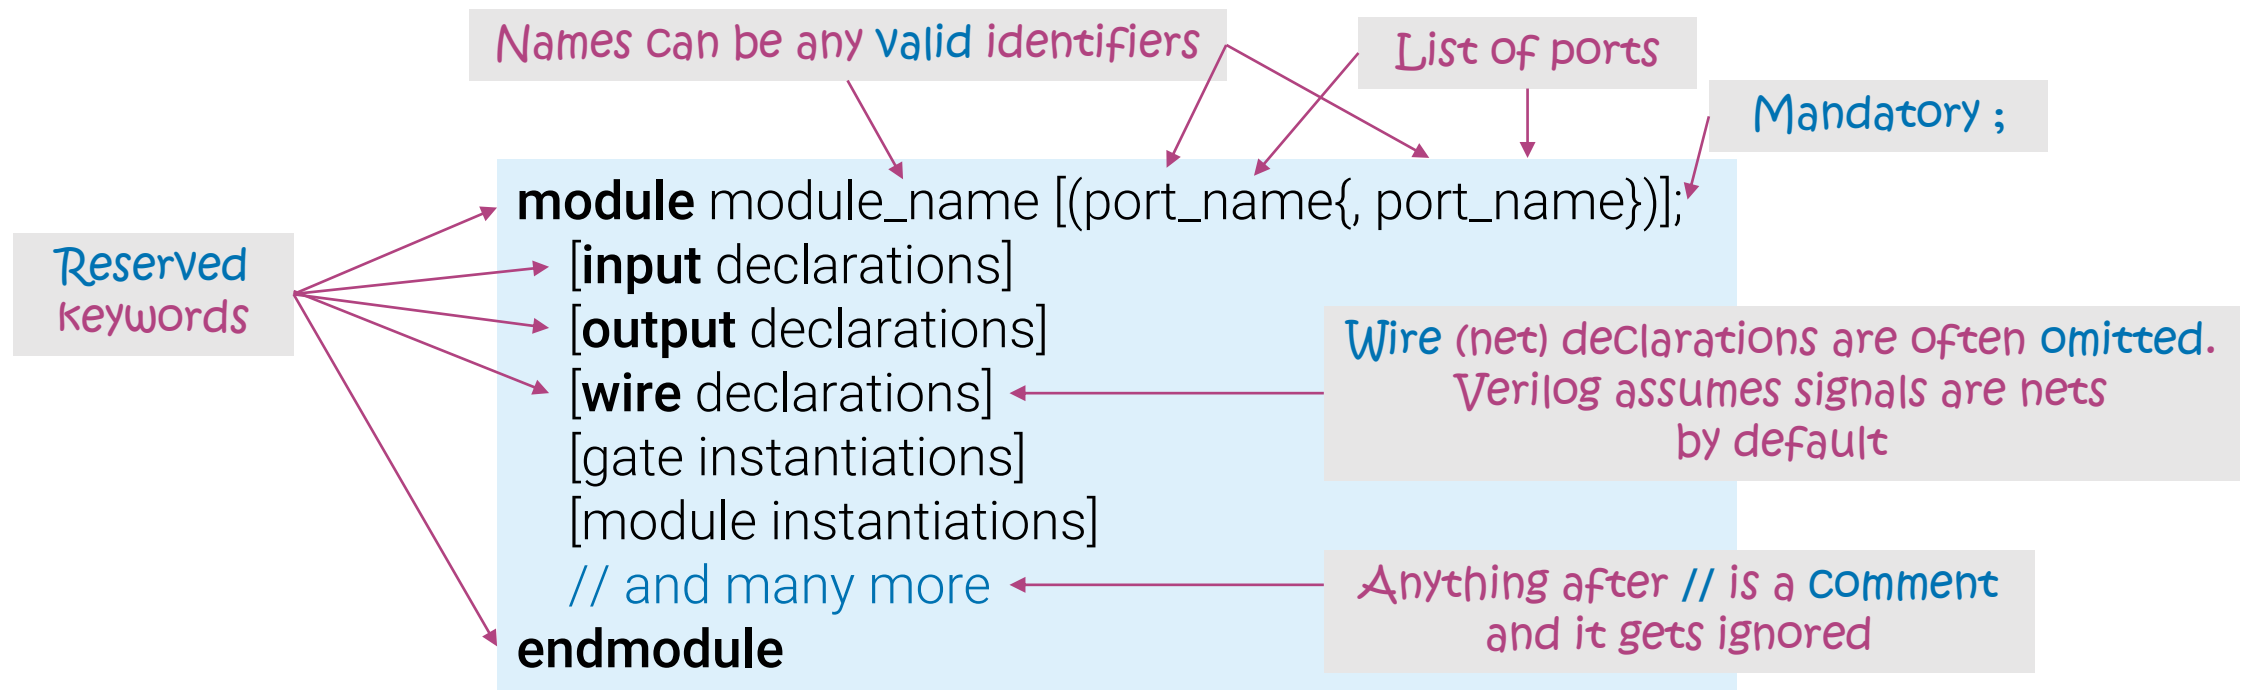 Names can be any valid identifiers
List of ports
Mandatory ;
module module_name [(port_name{, port_name})];
Reserved
keywords
[input declarations]
[output declarations]
[wire declarations]
Wire (net) declarations are often omitted.
Verilog assumes signals are nets
by default
[gate instantiations]
[module instantiations]
// and many more
Anything after // is a comment
and it gets ignored
endmodule